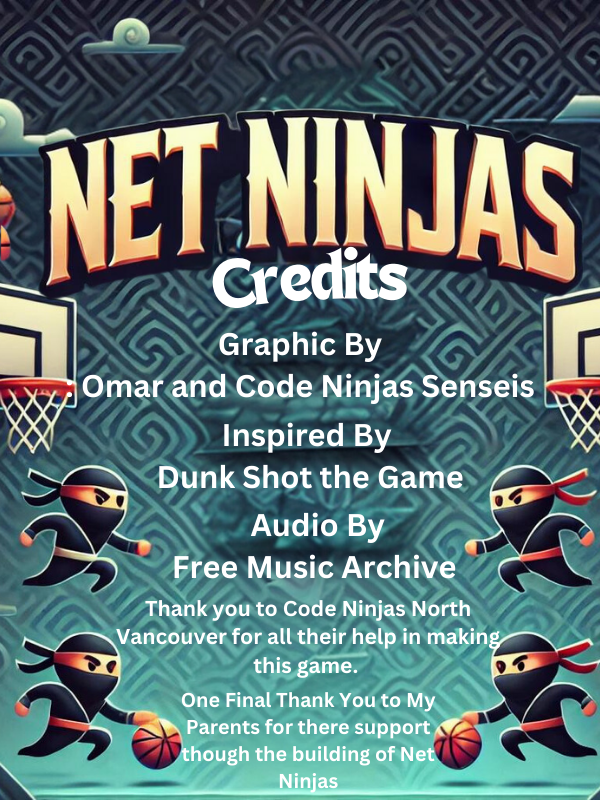 NET NINJAS
Credits
Graphic By
: Omar and Code Ninjas Senseis
Inspired By
Dunk Shot the Game
Audio By
Free Music Archive
Thank you to Code Ninjas North
Vancouver for all their help in making
this game.
One Final Thank You to My
Parents for there support
though the building of Net
Ninjas